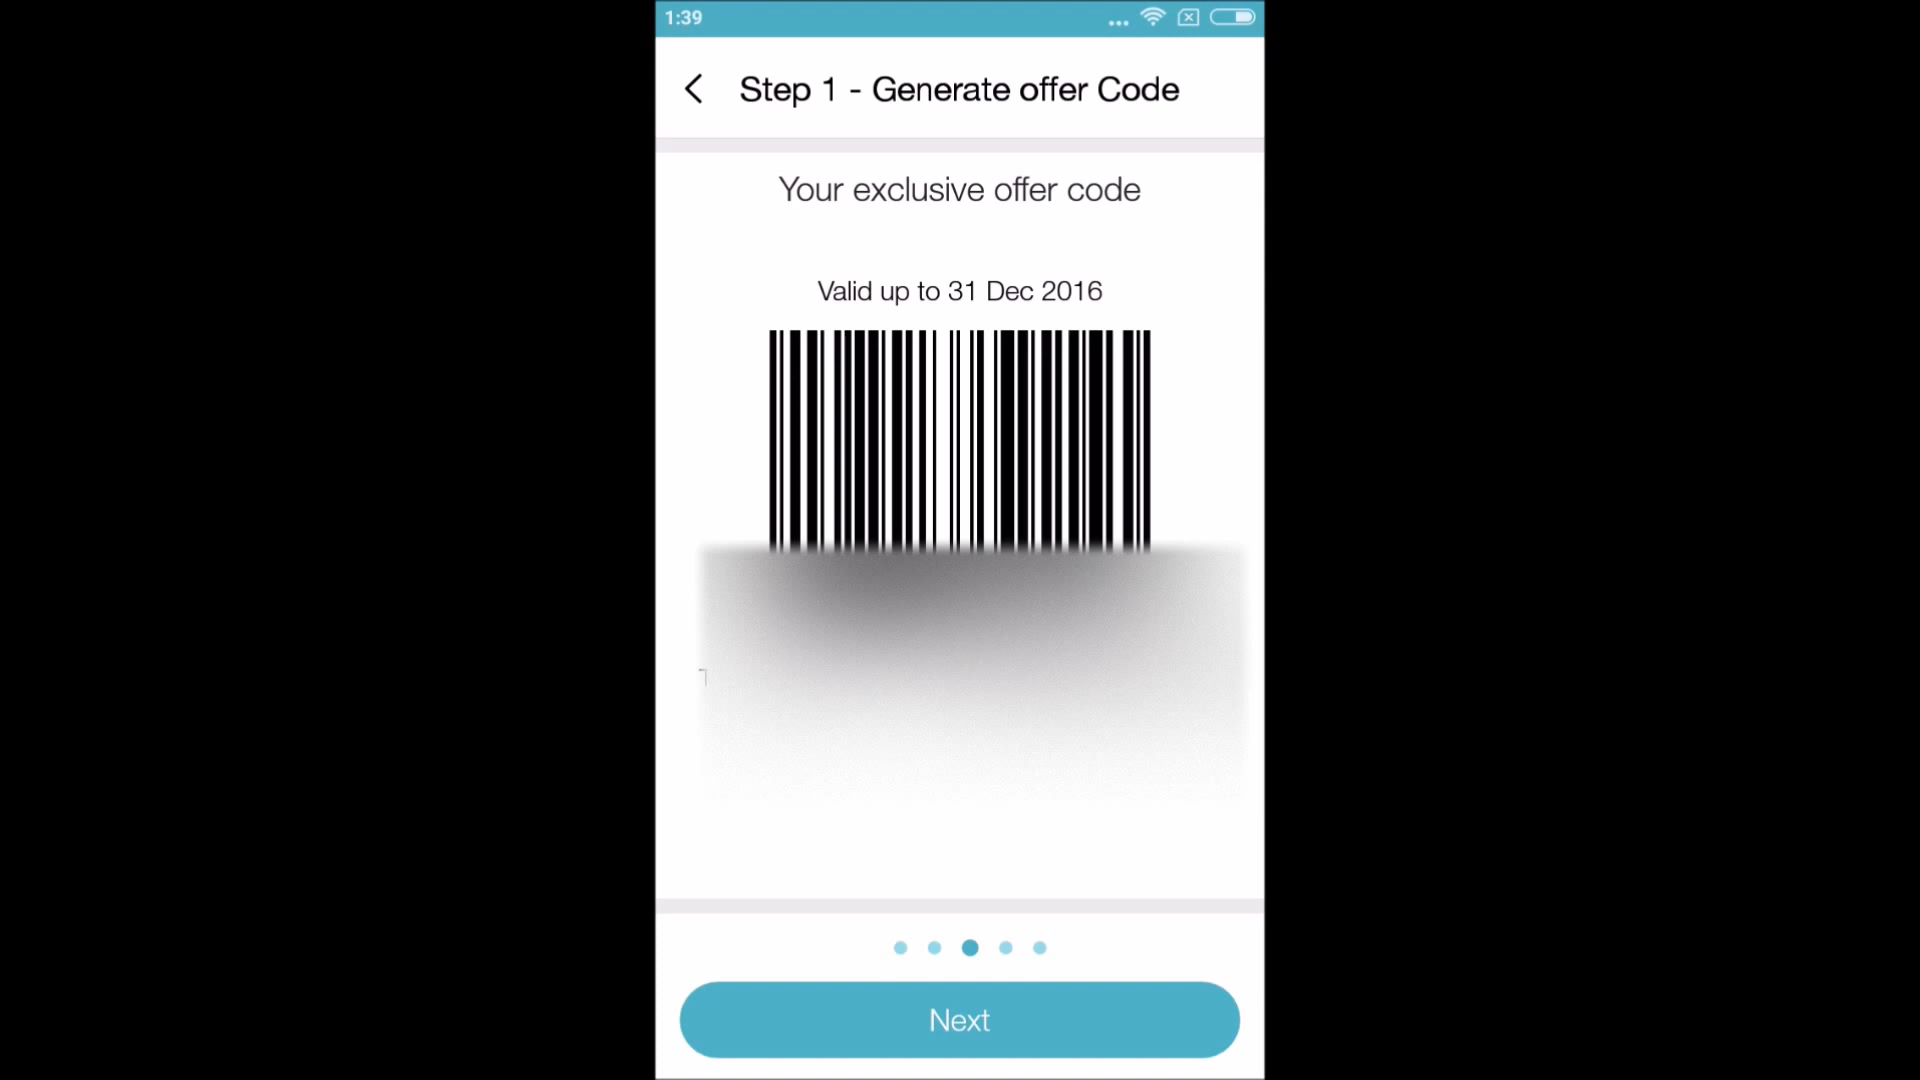 1:39
Step 1 - Generate offer Code
Your exclusive offer code
Valid up to 31 Dec 2016
Next